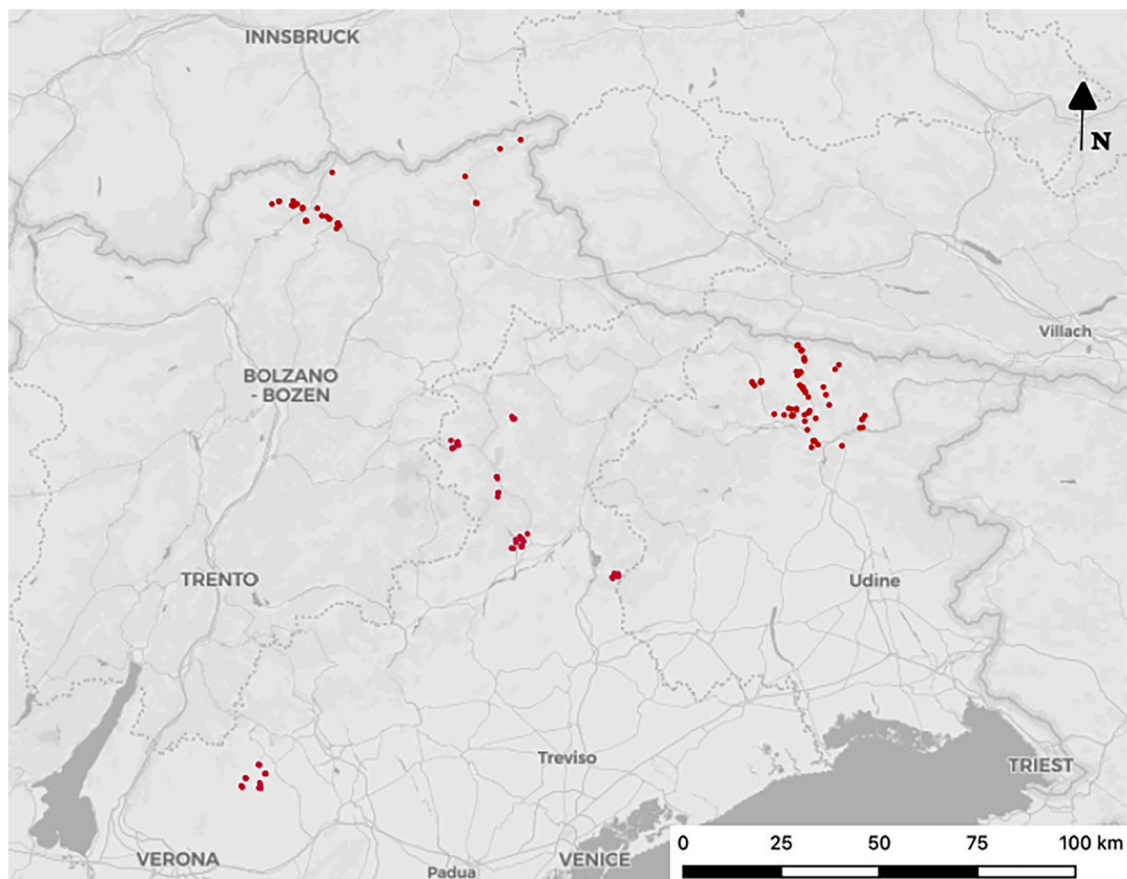 INNSBRUCK
N
Villach
BOLZANO
- BOZEN
TRENTO
Udine
Treviso
TRIEST
VERONA
Padua
VENICE
0 25 50 75 100 km